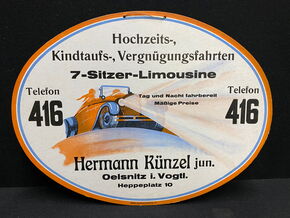 Hochzeits-,
Kindtaufs-, Vergnügungsfahrten
7-Sitzer-Limousine
Tag und Nacht fahrbereit
Mäßige Preise
Telefon
416
Telefon
416
Hermann Künzel jun.
Oelsnitz i. Vogtl.
Heppeplatz 10